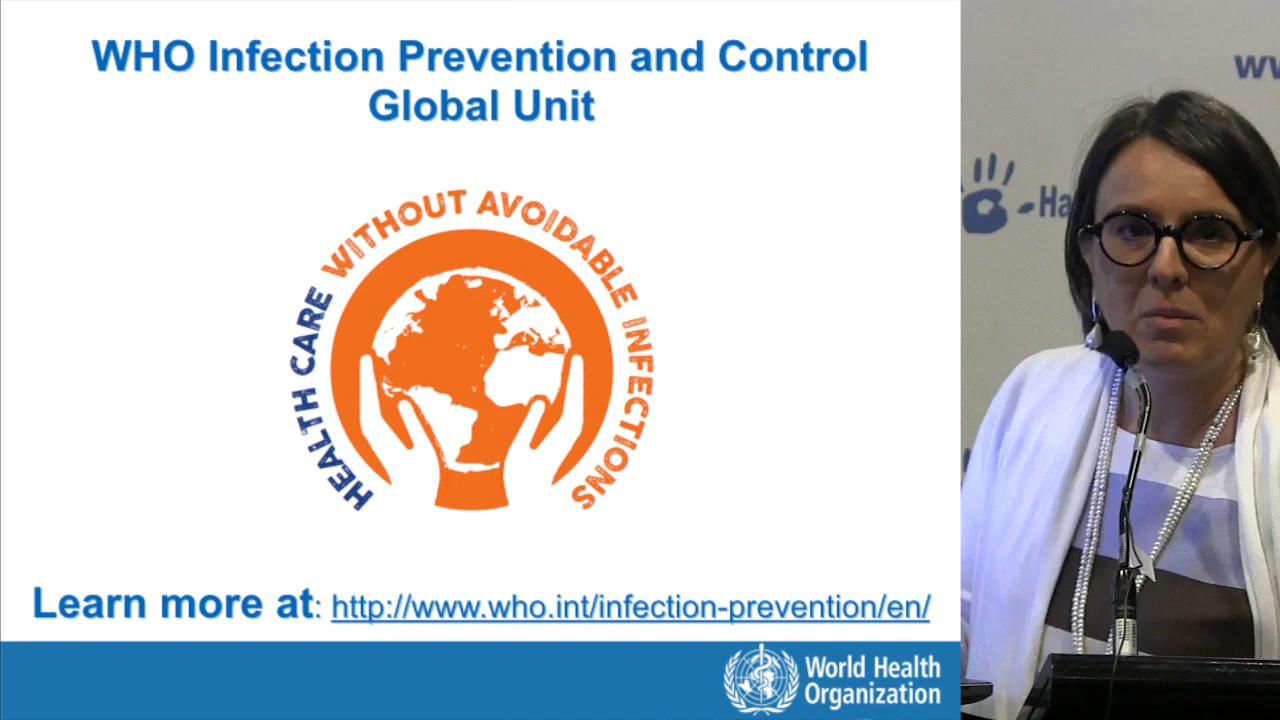 WHO Infection Prevention and Control
Global Unit
HEALTH CARE WITHOUT AVOIDABLE INFECTIONS
Learn more at: http://www.who.int/infection-prevention/en/
World Health
Organization